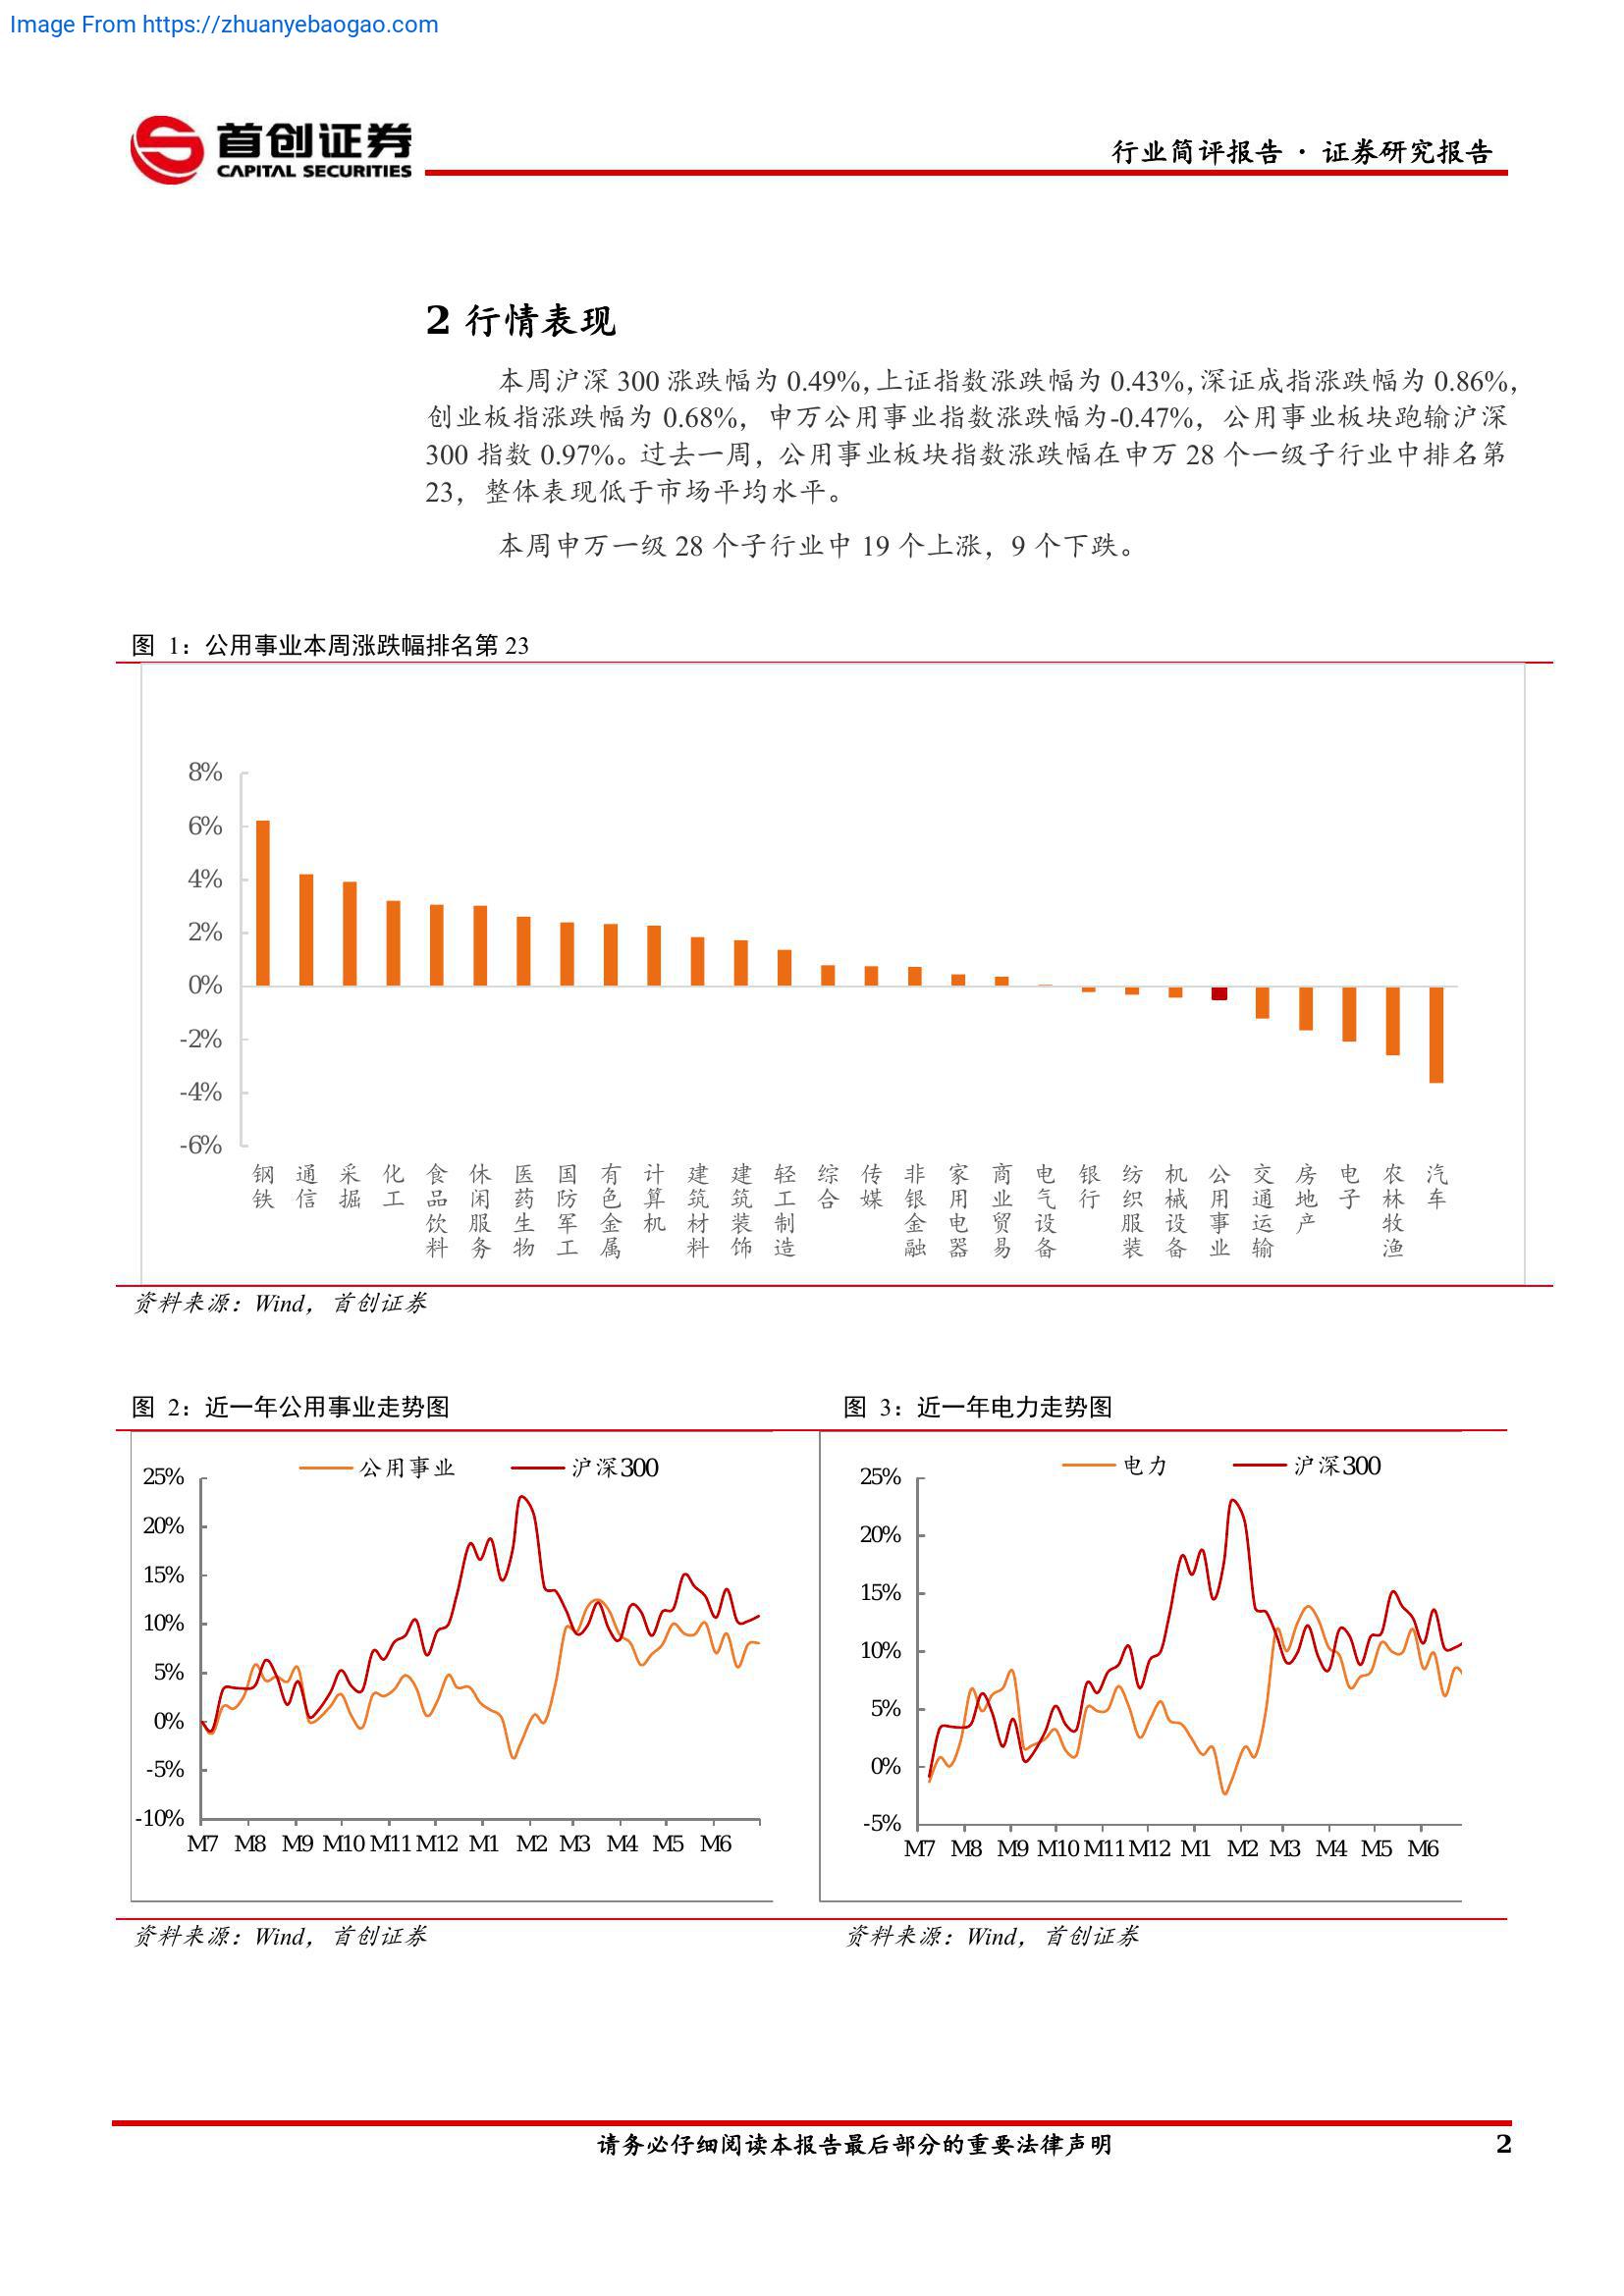 Image From https://zhuanyebaogao.com
首创证券
CAPITAL SECURITIES
行业简评报告 · 证券研究报告
2 行情表现
本周沪深 300 涨跌幅为 0.49%，上证指数涨跌幅为 0.43%，深证成指涨跌幅为 0.86%，
创业板指涨跌幅为 0.68%，申万公用事业指数涨跌幅为-0.47%，公用事业板块跑输沪深
300 指数 0.97%。过去一周，公用事业板块指数涨跌幅在申万 28 个一级子行业中排名第
23，整体表现低于市场平均水平。
本周申万一级 28 个子行业中 19 个上涨，9 个下跌。
图 1：公用事业本周涨跌幅排名第 23
8%
6%
4%
2%
0%
-2%
-4%
-6%
钢铁 通信 采掘 化工 食品饮料 休闲服务 医药生物 国防军工 有色金属 计算机 建筑材料 建筑装饰 轻工制造 综合 传媒 非银金融 家用电器 商业贸易 电气设备 银行 纺织服装 机械设备 公用事业 交通运输 房地产 电子 农林牧渔 汽车
资料来源：Wind，首创证券
图 2：近一年公用事业走势图
公用事业 沪深300
25%
20%
15%
10%
5%
0%
-5%
-10%
M7 M8 M9 M10 M11 M12 M1 M2 M3 M4 M5 M6
资料来源：Wind，首创证券
图 3：近一年电力走势图
电力 沪深300
25%
20%
15%
10%
5%
0%
-5%
M7 M8 M9 M10 M11 M12 M1 M2 M3 M4 M5 M6
资料来源：Wind，首创证券
请务必仔细阅读本报告最后部分的重要法律声明
2